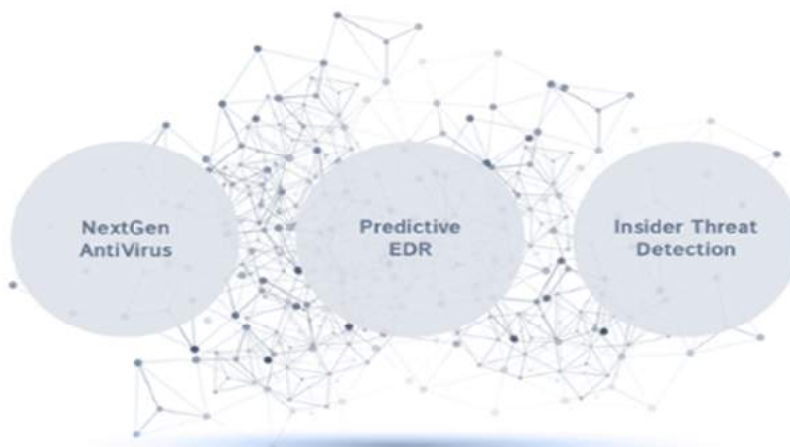 NextGen
AntiVirus
Predictive
EDR
Insider Threat
Detection